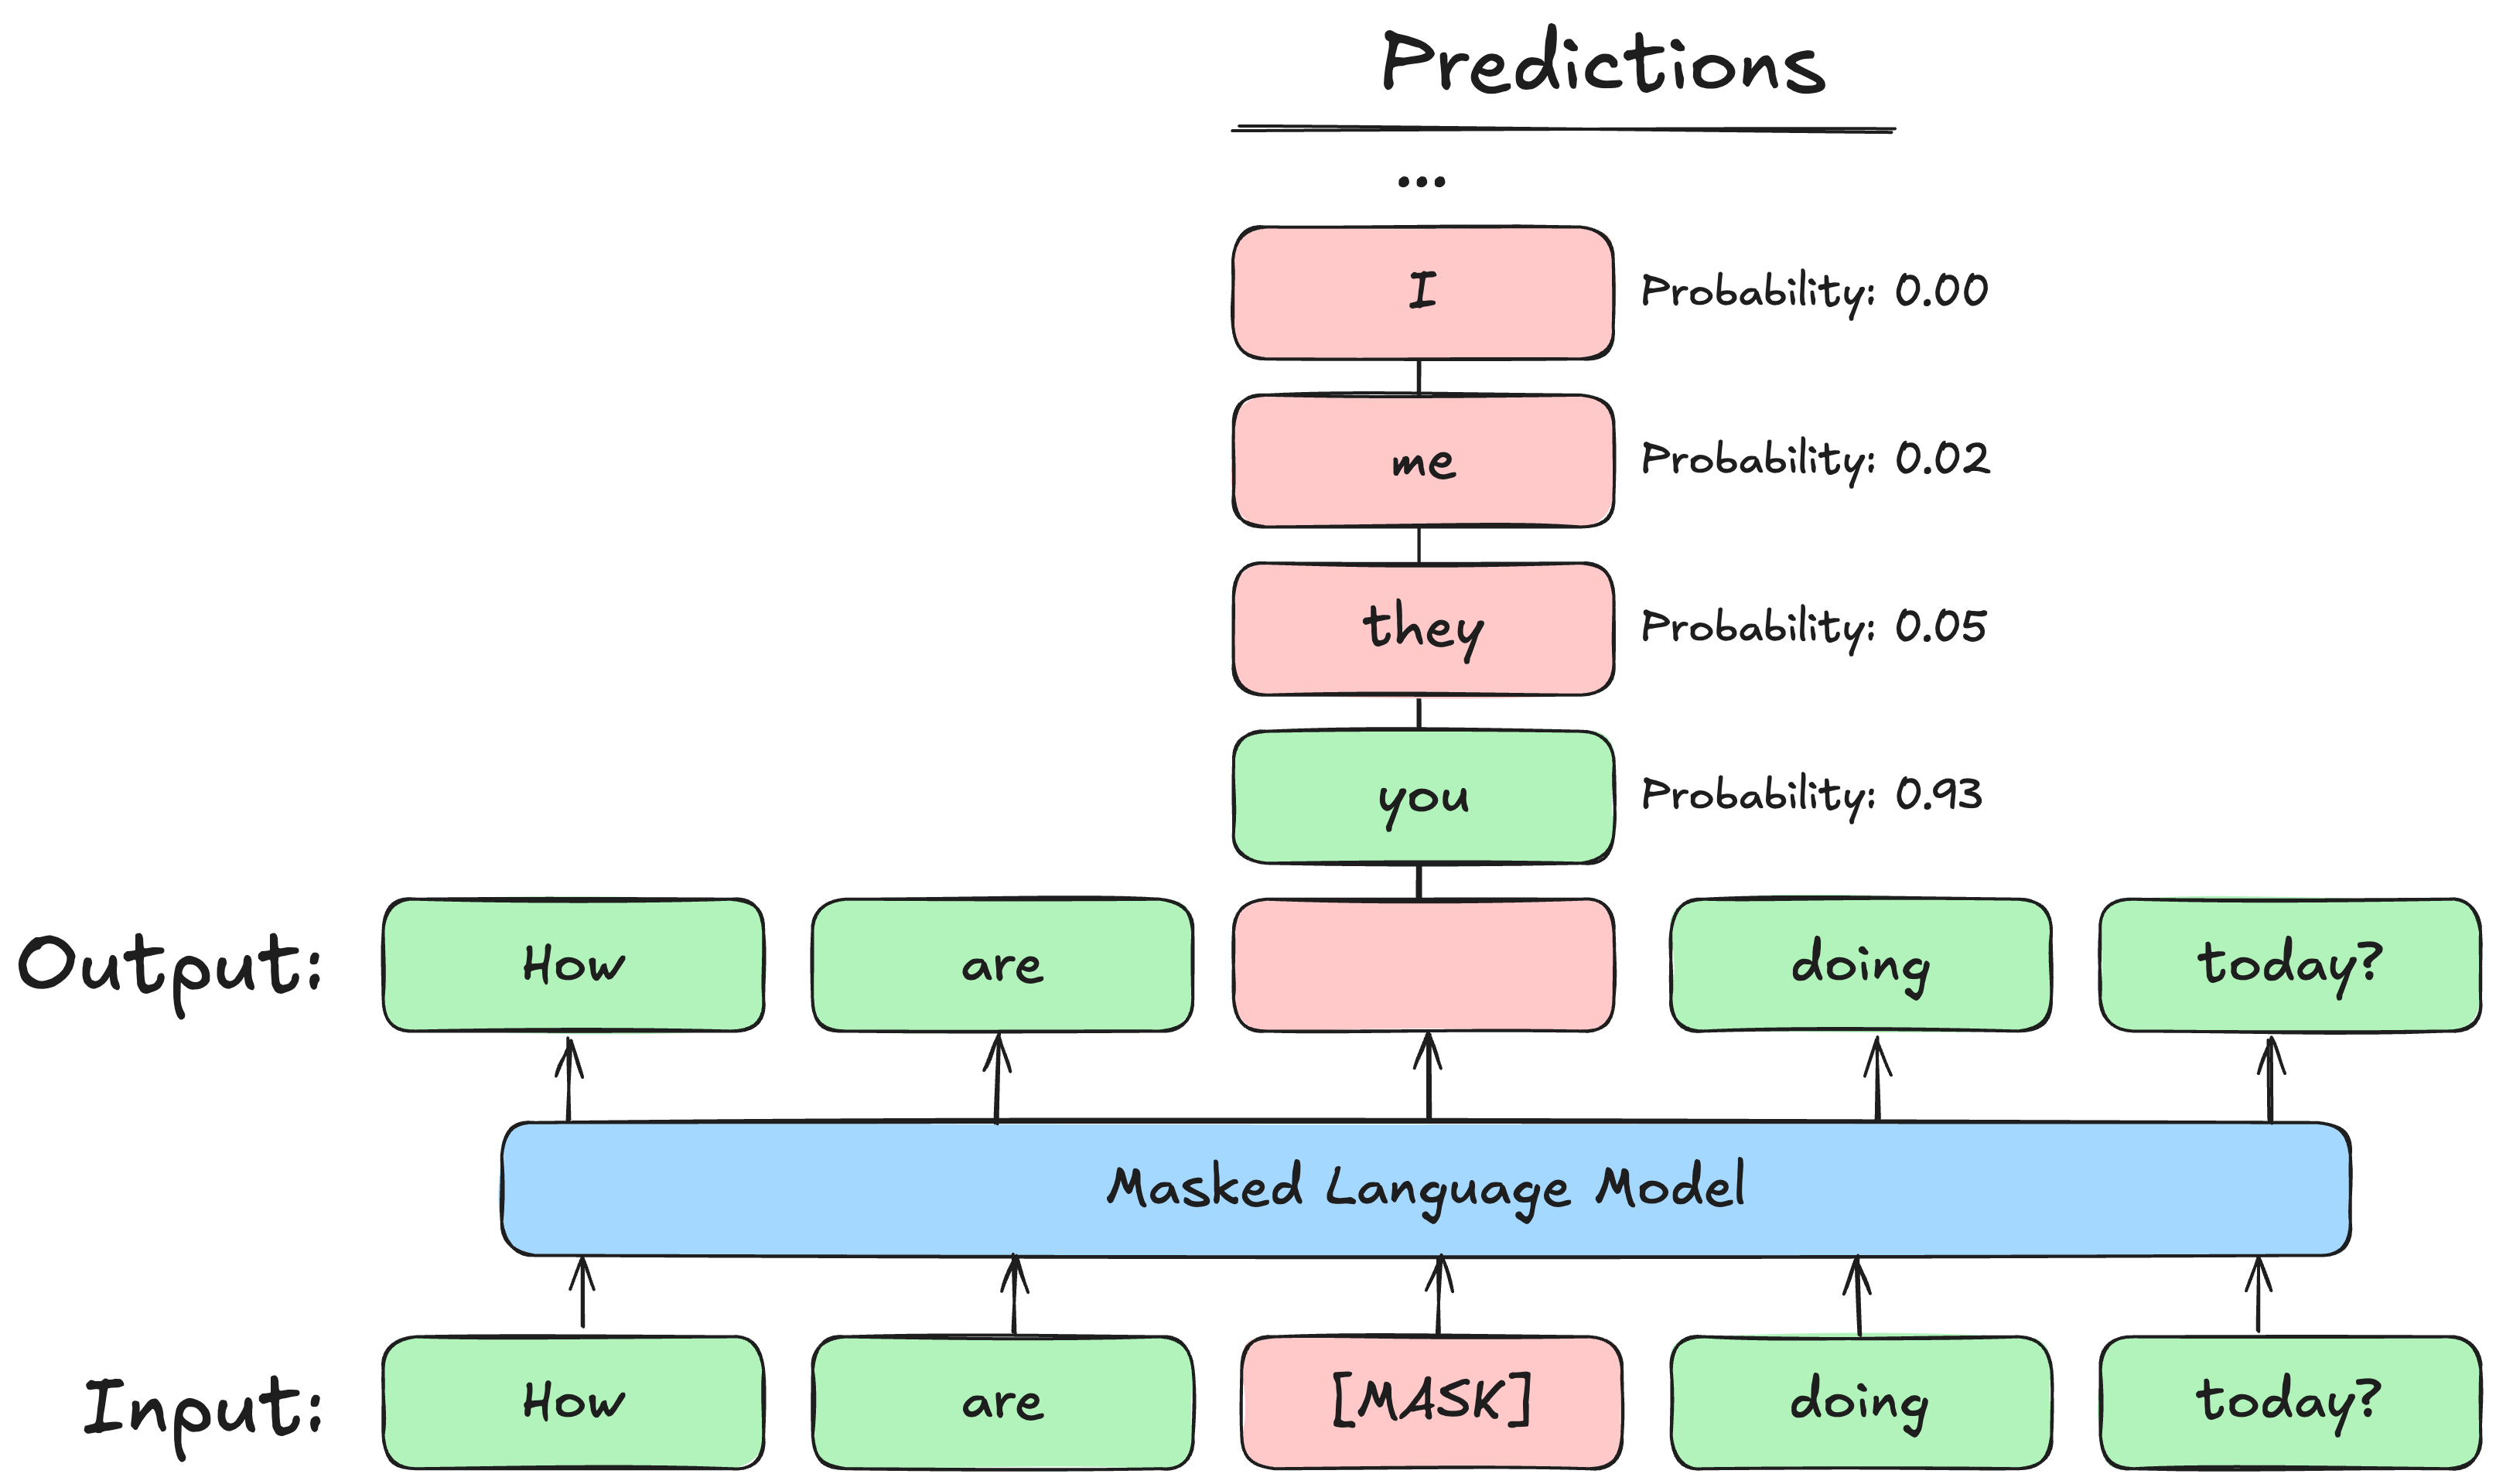 Predictions
...
I
Probability: 0.00
me
Probability: 0.02
they
Probability: 0.05
you
Probability: 0.93
Output:
How
are
doing
today?
Masked Language Model
Input:
How
are
[MASK]
doing
today?